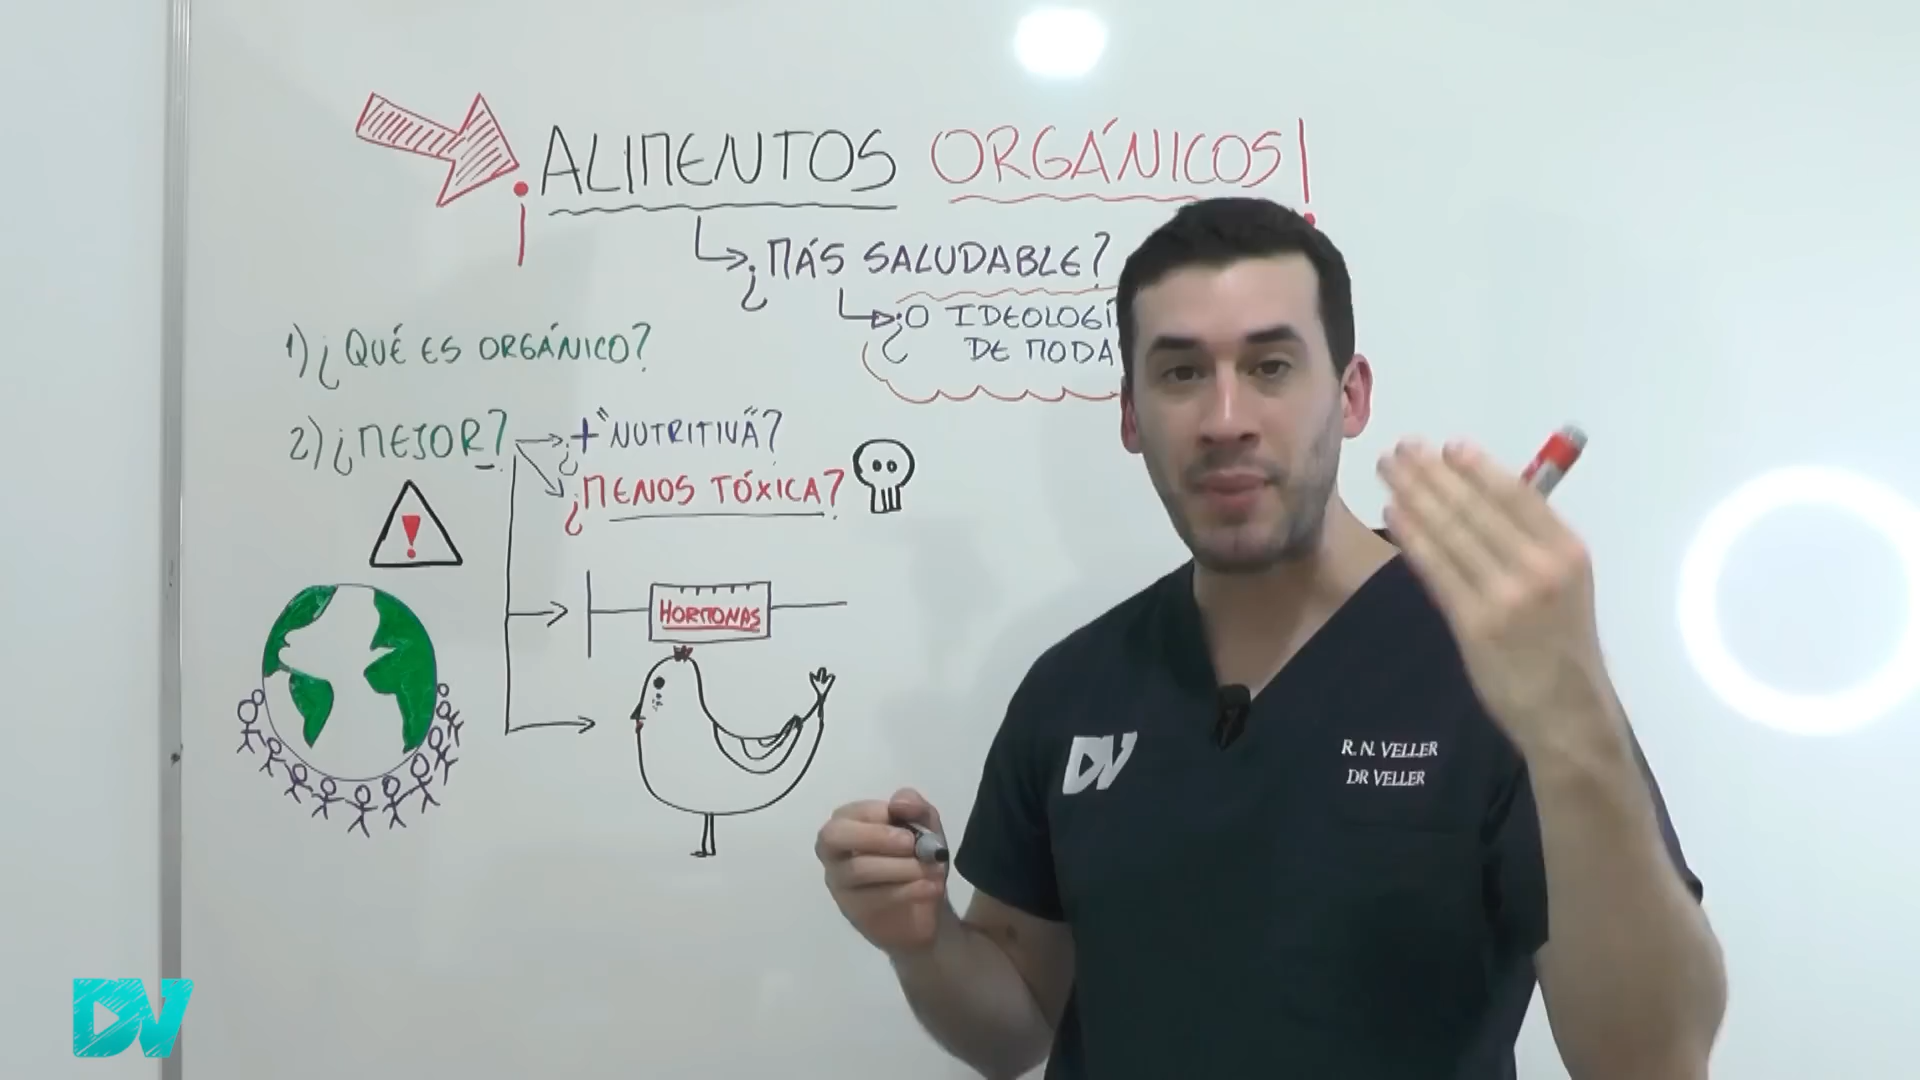 ¡ALIMENTOS ORGÁNICOS!
¿MÁS SALUDABLE?
¿O IDEOLOGÍ
DE MODA
1) ¿QUÉ ES ORGÁNICO?
2) ¿MEJOR?
¿+ "NUTRITIVA"?
¿MENOS TÓXICA?
!
HORMONAS
DV
R. N. VELLER
DR VELLER
DV